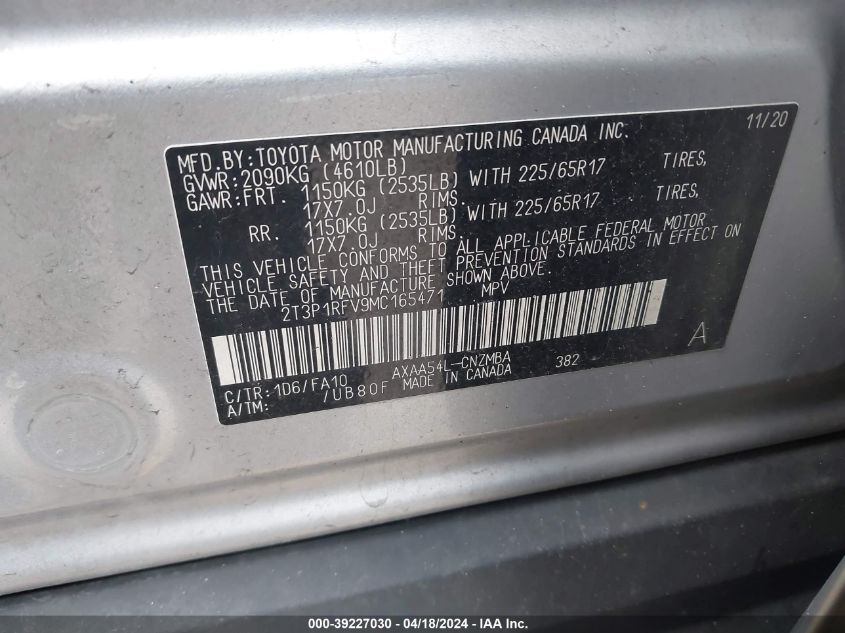 MFD.BY:TOYOTA MOTOR MANUFACTURING CANADA INC. 11/20
GVWR:2090KG (4610LB)
GAWR:FRT. 1150KG (2535LB) WITH 225/65R17 TIRES,
17X7.0J RIMS.
RR. 1150KG (2535LB) WITH 225/65R17 TIRES,
17X7.0J RIMS.
THIS VEHICLE CONFORMS TO ALL APPLICABLE FEDERAL MOTOR
VEHICLE SAFETY AND THEFT PREVENTION STANDARDS IN EFFECT ON
THE DATE OF MANUFACTURE SHOWN ABOVE.
2T3P1RFV9MC165471 MPV
A
C/TR:1D6/FA10 AXAA54L-CNZMBA 382
A/TM: /UB80F MADE IN CANADA
000-39227030 - 04/18/2024 - IAA, Inc.